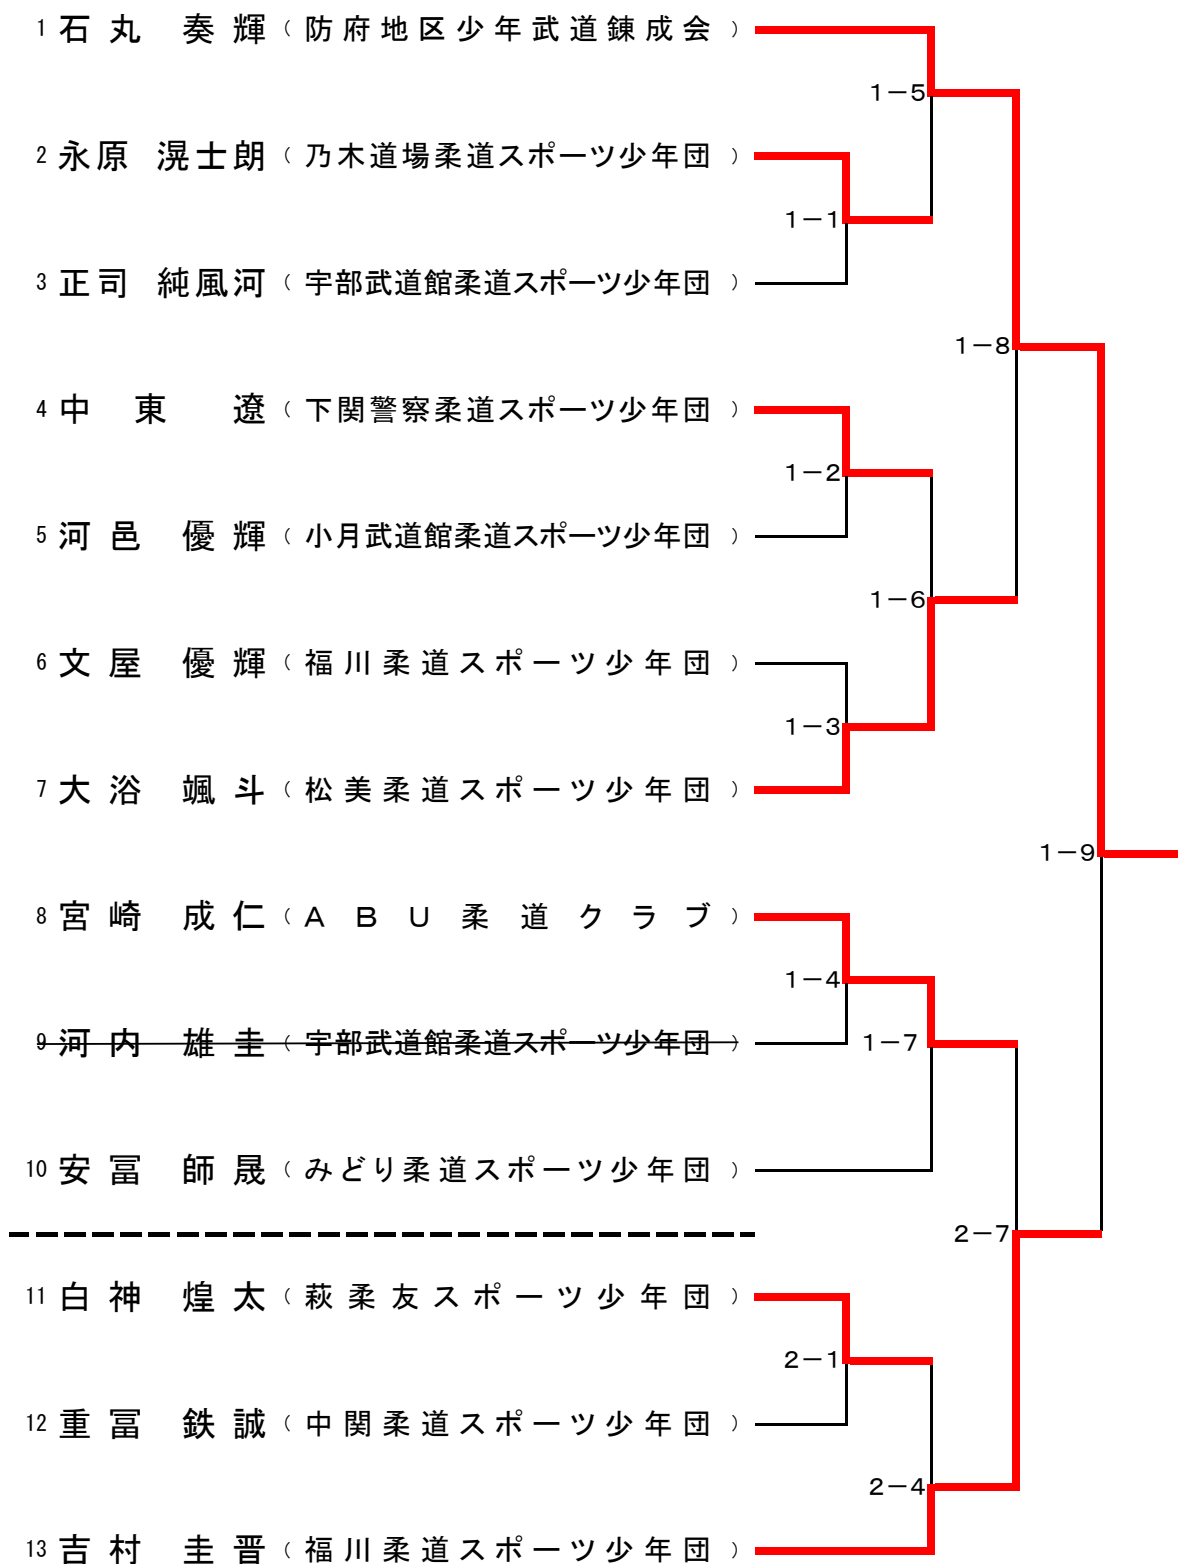 1 石丸 奏輝 （ 防府地区少年武道錬成会 ）
1－5
2 永原 滉士朗 （ 乃木道場柔道スポーツ少年団 ）
1－1
3 正司 純風河 （ 宇部武道館柔道スポーツ少年団 ）
1－8
4 中東 遼 （ 下関警察柔道スポーツ少年団 ）
1－2
5 河邑 優輝 （ 小月武道館柔道スポーツ少年団 ）
1－6
6 文屋 優輝 （ 福川柔道スポーツ少年団 ）
1－3
7 大浴 颯斗 （ 松美柔道スポーツ少年団 ）
1－9
8 宮崎 成仁 （ ＡＢＵ柔道クラブ ）
1－4
9 河内 雄圭 （ 宇部武道館柔道スポーツ少年団 ）
1－7
10 安冨 師晟 （ みどり柔道スポーツ少年団 ）
2－7
11 白神 煌太 （ 萩柔友スポーツ少年団 ）
2－1
12 重冨 鉄誠 （ 中関柔道スポーツ少年団 ）
2－4
13 吉村 圭晋 （ 福川柔道スポーツ少年団 ）